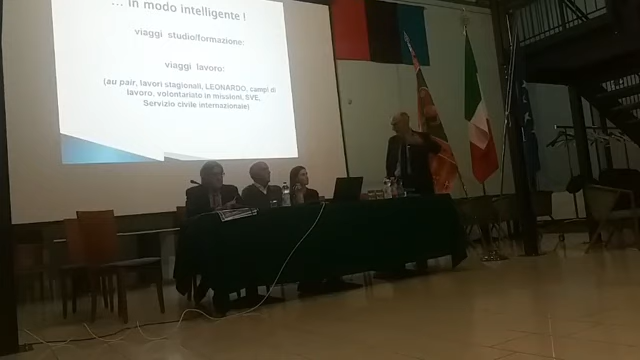 ... in modo intelligente !
viaggi studio/formazione:
viaggi lavoro:
(au pair, lavori stagionali, LEONARDO, campi di
lavoro, volontariato in missioni, SVE,
Servizio civile internazionale)